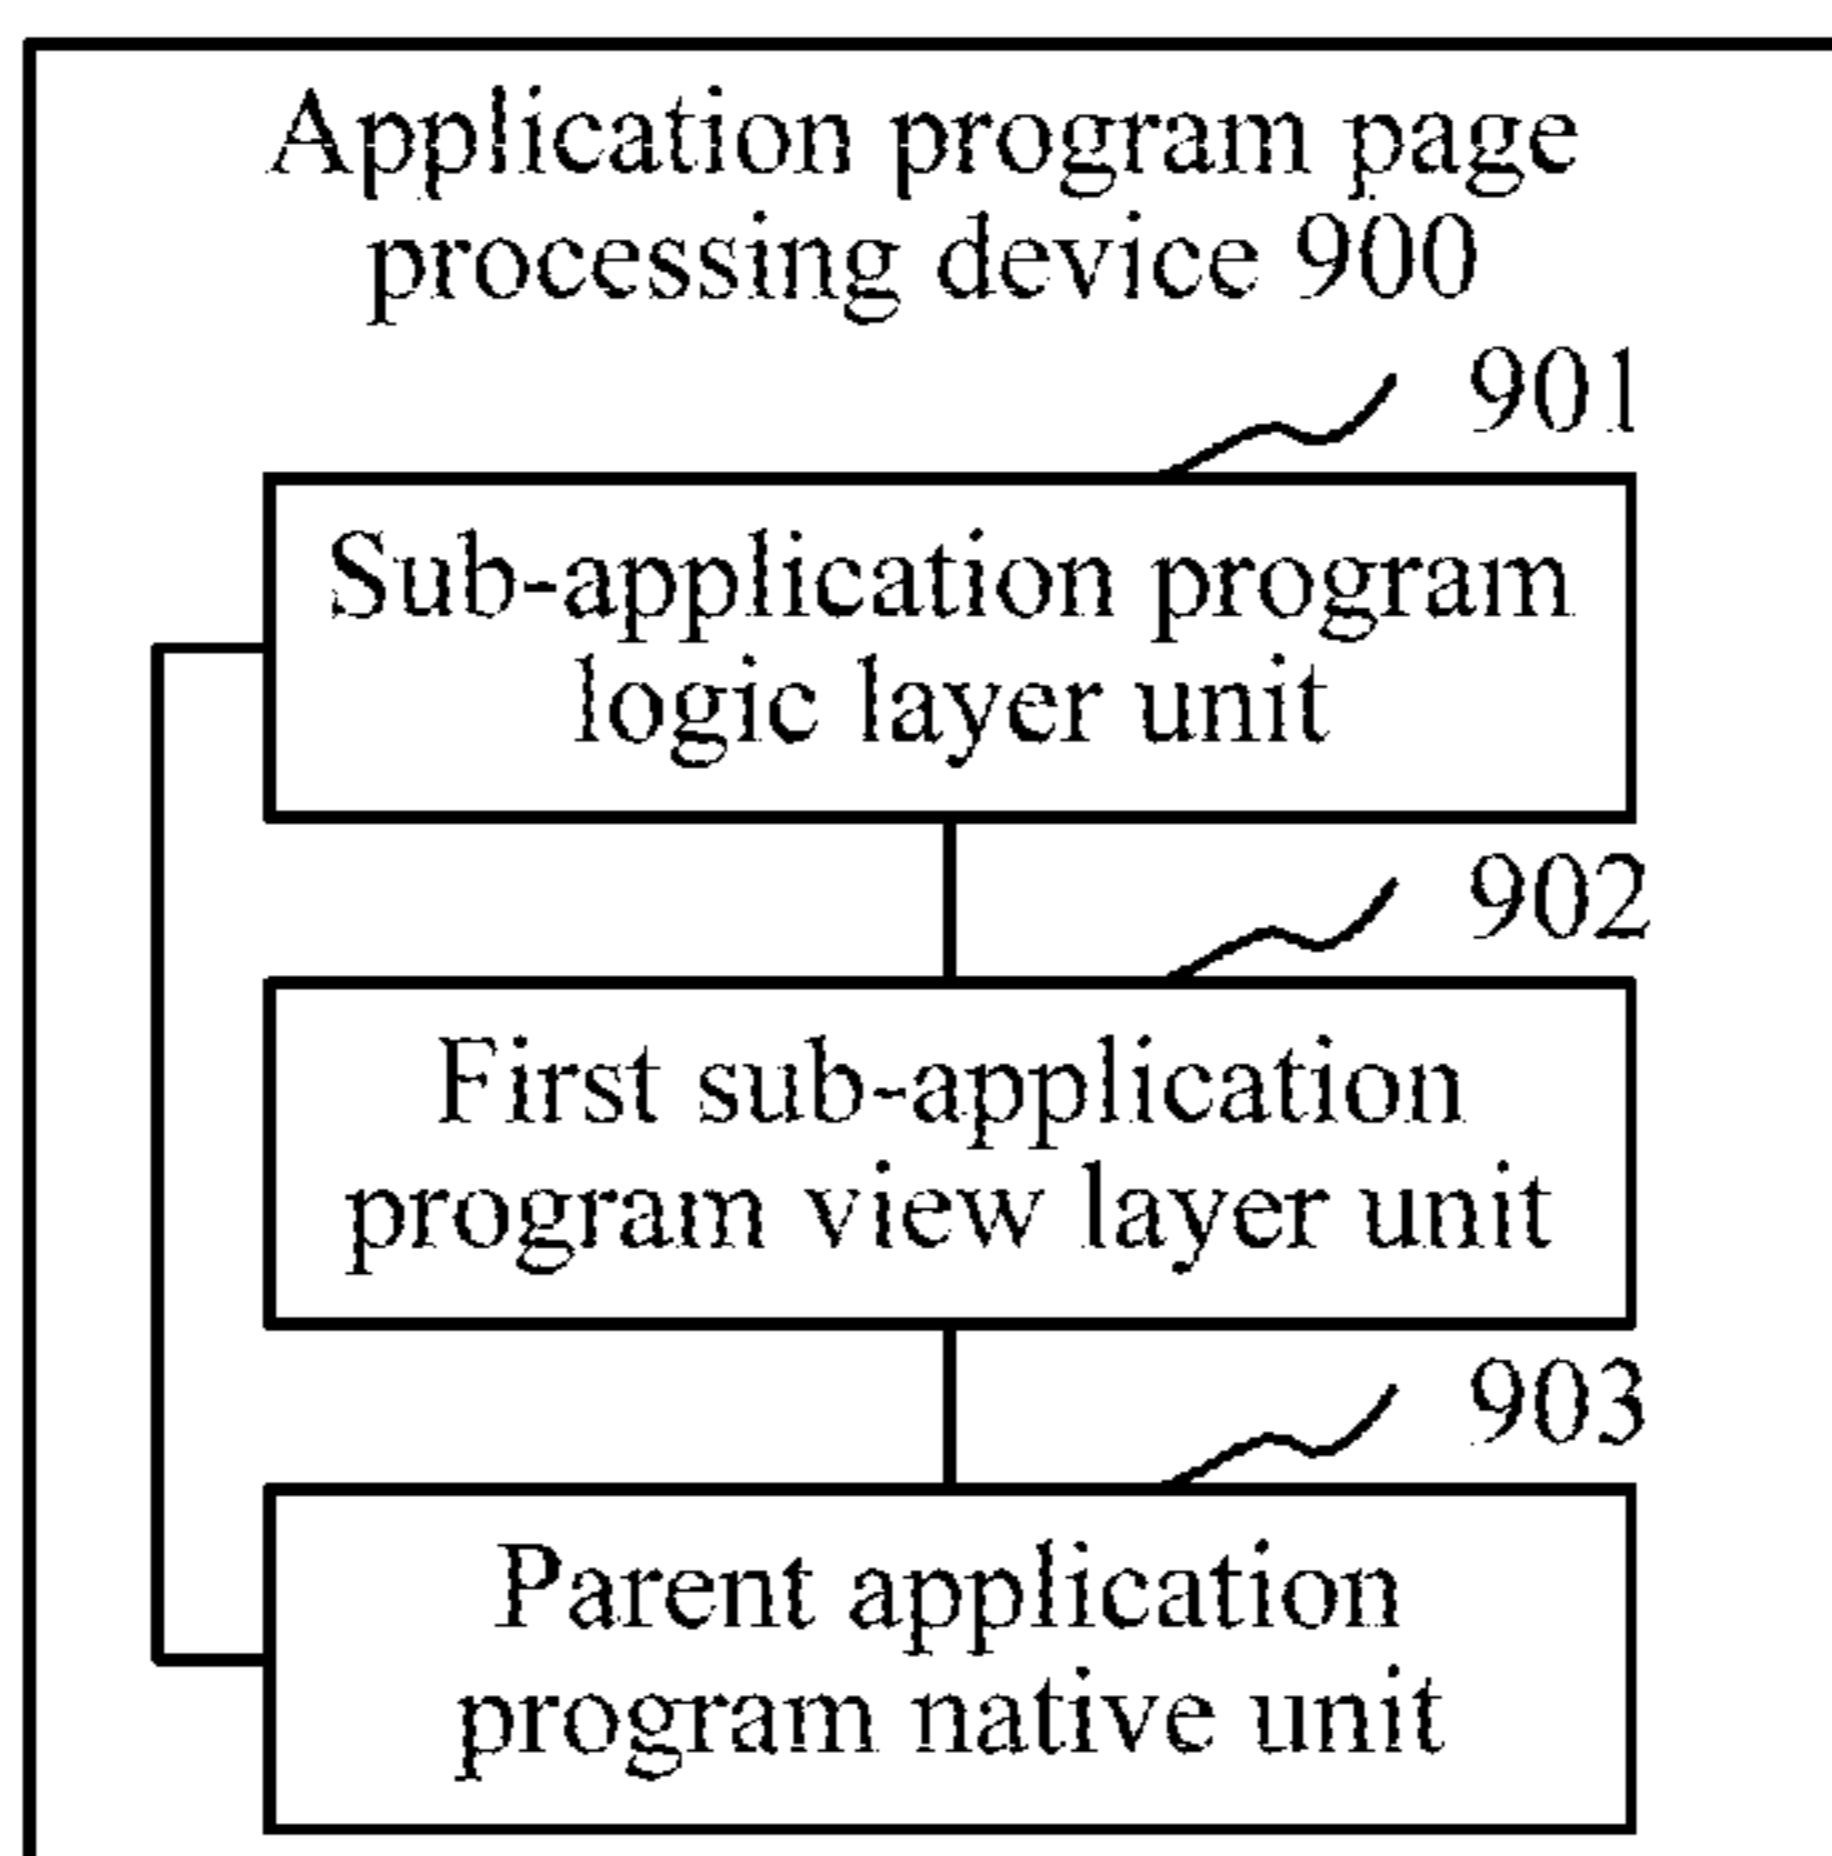 Application program page
processing device 900
901
Sub-application program
logic layer unit
902
First sub-application
program view layer unit
903
Parent application
program native unit